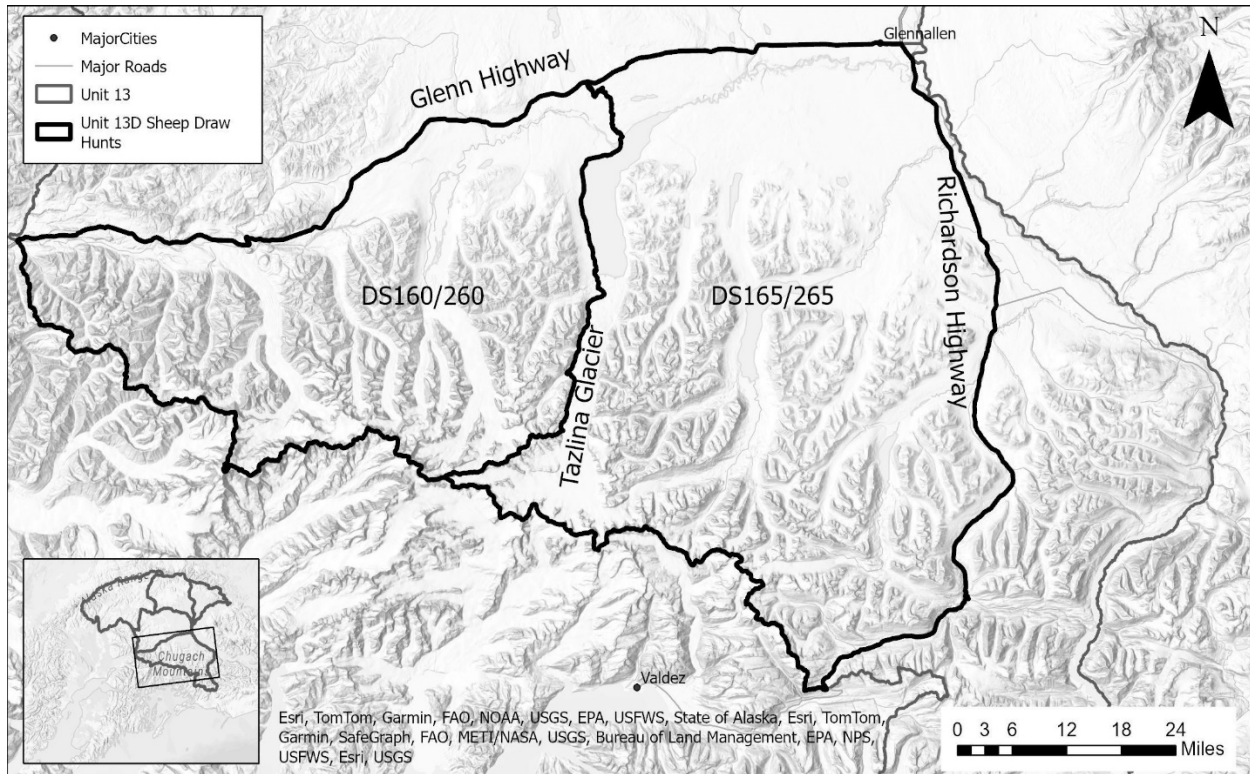 MajorCities
Major Roads
Unit 13
Unit 13D Sheep Draw
Hunts
Glenn Highway
Glennallen
N
DS160/260
DS165/265
Tazlina Glacier
Richardson Highway
Alaska Range
Chugach
Mountains
Valdez
Esri, TomTom, Garmin, FAO, NOAA, USGS, EPA, USFWS, State of Alaska, Esri, TomTom,
Garmin, SafeGraph, FAO, METI/NASA, USGS, Bureau of Land Management, EPA, NPS,
USFWS, Esri, USGS
0 3 6 12 18 24
Miles